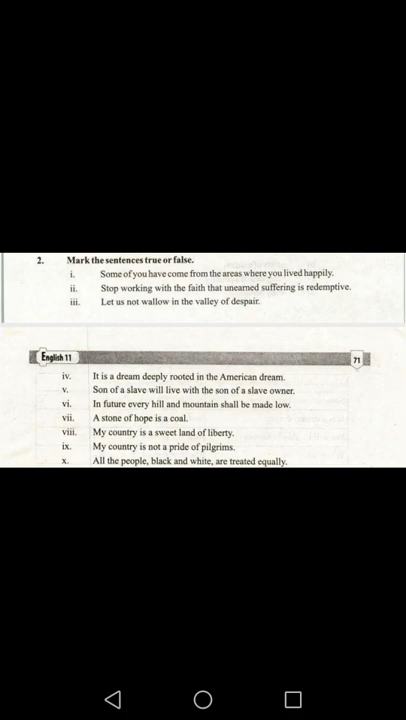 2. Mark the sentences true or false.
i. Some of you have come from the areas where you lived happily.
ii. Stop working with the faith that unearned suffering is redemptive.
iii. Let us not wallow in the valley of despair.
English 11 71
iv. It is a dream deeply rooted in the American dream.
v. Son of a slave will live with the son of a slave owner.
vi. In future every hill and mountain shall be made low.
vii. A stone of hope is a coal.
viii. My country is a sweet land of liberty.
ix. My country is not a pride of pilgrims.
x. All the people, black and white, are treated equally.